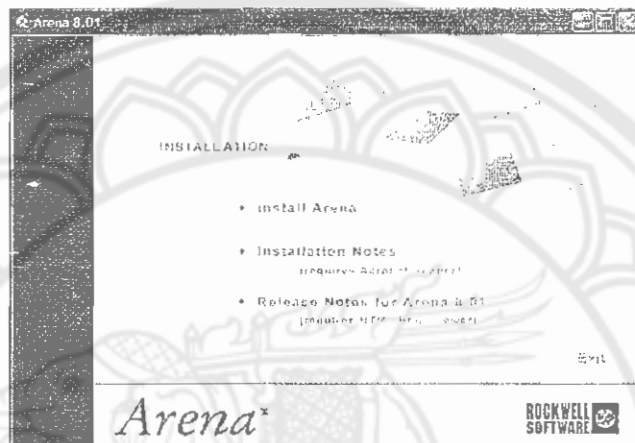 Arena 8.01
INSTALLATION
Install Arena
Installation Notes
Release Notes for Arena 8.01
Exit
Arena
ROCKWELL
SOFTWARE